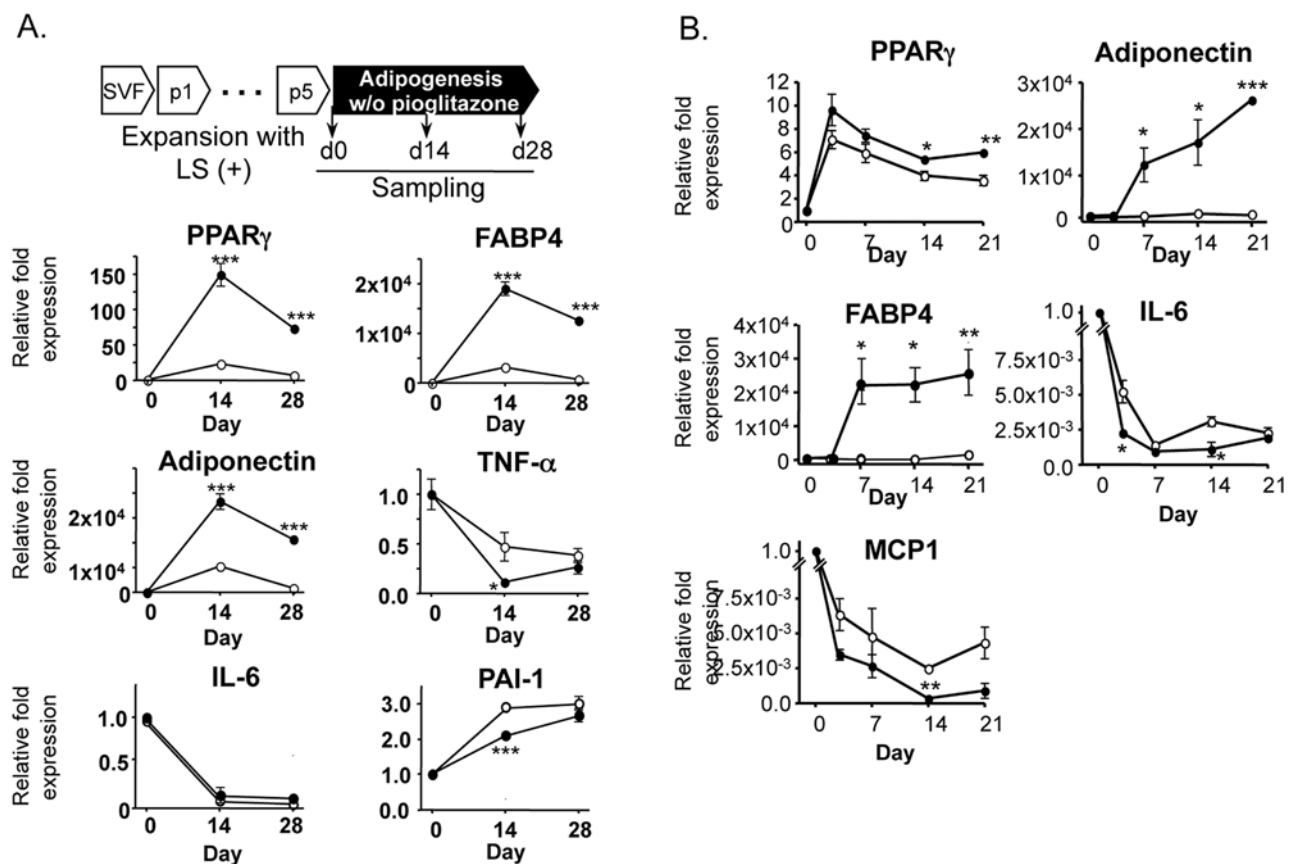 A.
SVF p1 ▪ ▪ ▪ p5 Adipogenesis
w/o pioglitazone
Expansion with
LS (+)
d0 d14 d28
Sampling
PPARγ
Relative fold
expression
150
100
50
25
0
***
***
0 14 28
Day
FABP4
2x10⁴
1x10⁴
0
***
***
0 14 28
Day
Adiponectin
Relative fold
expression
2x10⁴
1x10⁴
0
***
***
0 14 28
Day
TNF-α
1.0
0.5
0.0
*
0 14 28
Day
IL-6
Relative fold
expression
1.0
0.5
0
0 14 28
Day
PAI-1
3.0
2.0
1.0
0.0
***
0 14 28
Day
B.
PPARγ
Relative fold
expression
12
10
8
6
4
2
*
**
0 7 14 21
Day
Adiponectin
3x10⁴
2x10⁴
1x10⁴
0
*
*
***
0 7 14 21
Day
FABP4
Relative fold
expression
4x10⁴
3x10⁴
2x10⁴
1x10⁴
0
*
*
**
0 7 14 21
Day
IL-6
1.0
7.5x10⁻³
5.0x10⁻³
2.5x10⁻³
0.0
*
*
0 7 14 21
Day
MCP1
Relative fold
expression
1.0
7.5x10⁻³
5.0x10⁻³
2.5x10⁻³
0.0
**
0 7 14 21
Day